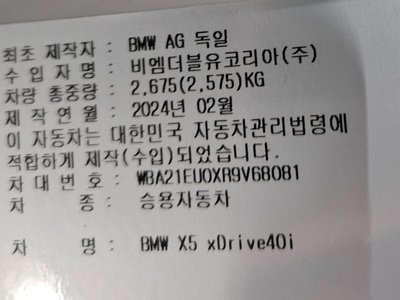 최초 제작자 : BMW AG 독일
수 입 자 명 : 비엠더블유코리아(주)
차량 총중량 : 2,675(2,575)KG
제 작 연 월 : 2024년 02월
이 자동차는 대한민국 자동차관리법령에
적합하게 제작(수입)되었습니다.
차 대 번 호 : WBA21EU0XR9V68081
차 종 : 승용자동차
차 명 : BMW X5 xDrive40i